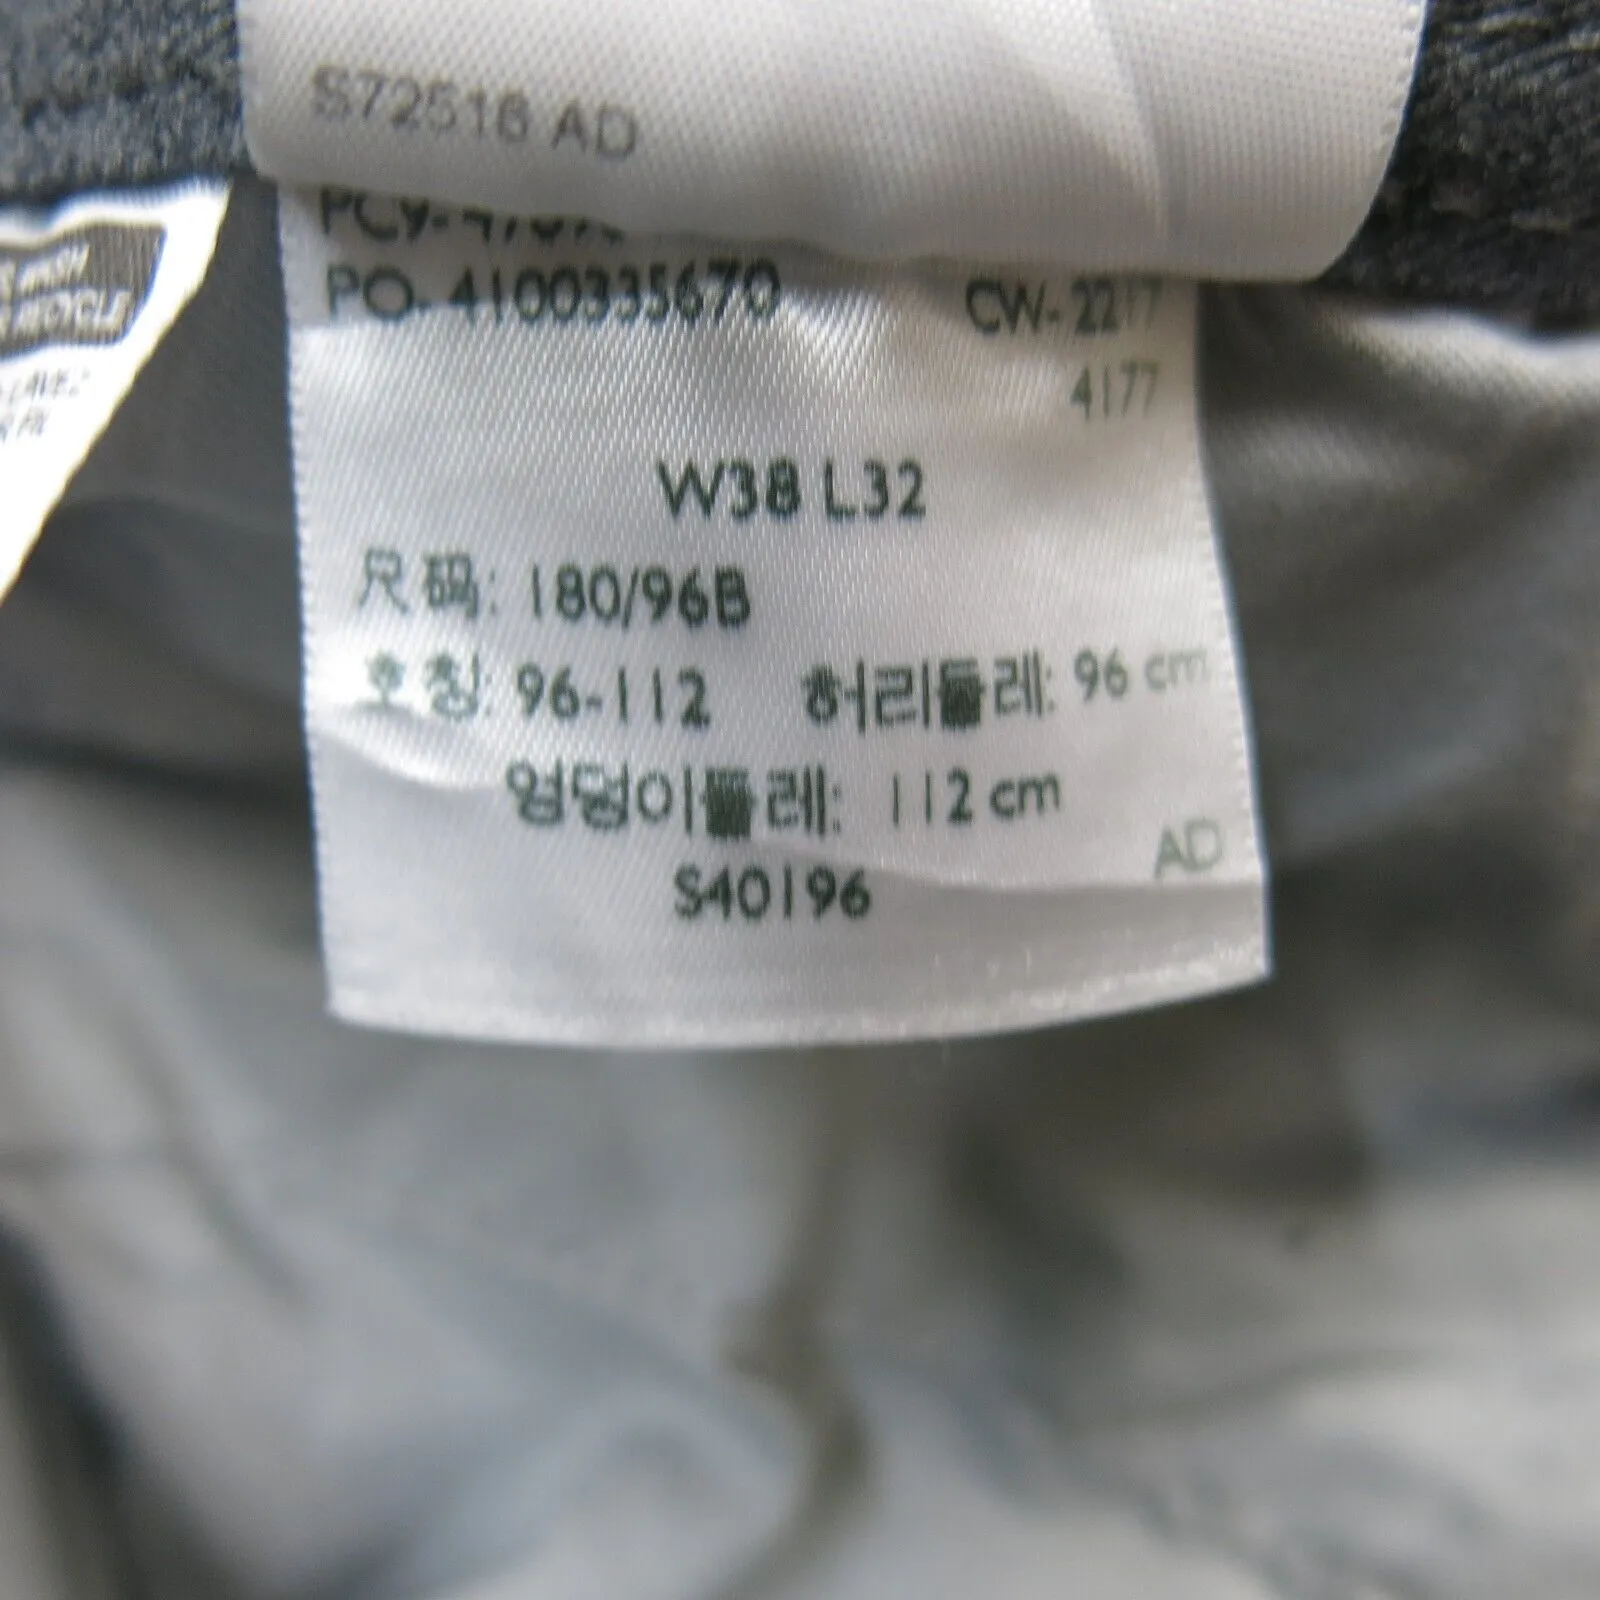 S72516 AD
PO- 4100335670 CW- 2217
4177
W38 L32
尺码: 180/96B
호칭: 96-112 허리둘레: 96 cm
엉덩이둘레: 112 cm
AD
S40196